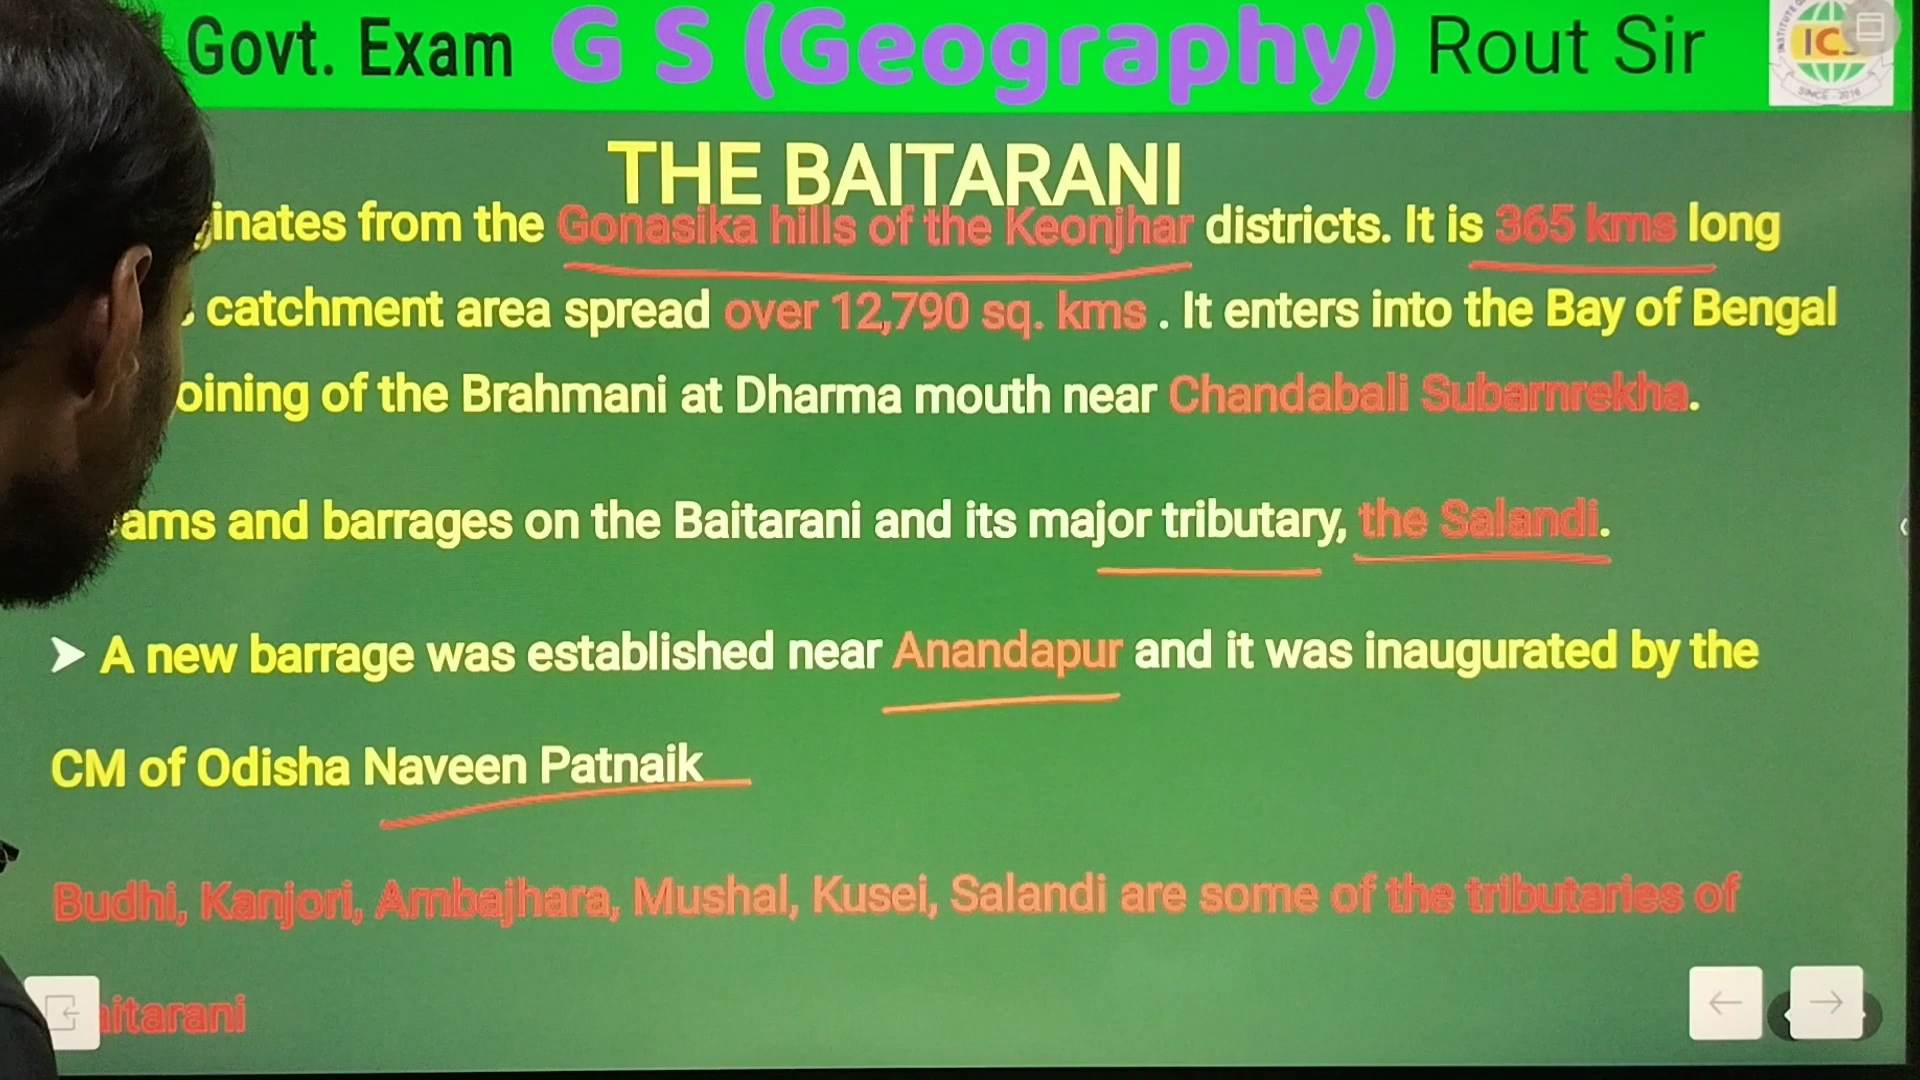 Govt. Exam G S (Geography) Rout Sir
SINCE - 2016
THE BAITARANI
from the Gonasika hills of the Keonjhar districts. It is 365 kms long
catchment area spread over 12,790 sq. kms . It enters into the Bay of Bengal
of the Brahmani at Dharma mouth near Chandabali Subarnrekha.
and barrages on the Baitarani and its major tributary, the Salandi.
➤ A new barrage was established near Anandapur and it was inaugurated by the
CM of Odisha Naveen Patnaik
Budhi, Kanjori, Ambajhara, Mushal, Kusei, Salandi are some of the tributaries of